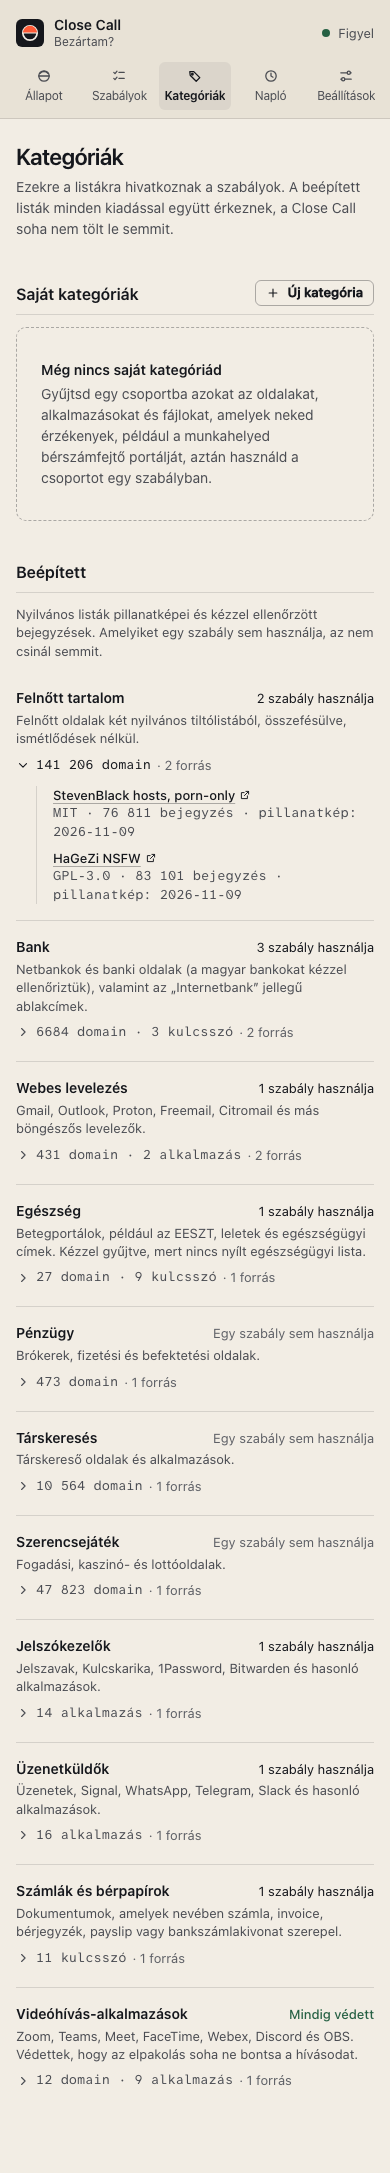 Close Call
Bezártam?
Figyel
Állapot
Szabályok
Kategóriák
Napló
Beállítások
Kategóriák
Ezekre a listákra hivatkoznak a szabályok. A beépített
listák minden kiadással együtt érkeznek, a Close Call
soha nem tölt le semmit.
Saját kategóriák
Új kategória
Még nincs saját kategóriád
Gyűjtsd egy csoportba azokat az oldalakat,
alkalmazásokat és fájlokat, amelyek neked
érzékenyek, például a munkahelyed
bérszámfejtő portálját, aztán használd a
csoportot egy szabályban.
Beépített
Nyilvános listák pillanatképei és kézzel ellenőrzött
bejegyzések. Amelyiket egy szabály sem használja, az nem
csinál semmit.
Felnőtt tartalom
2 szabály használja
Felnőtt oldalak két nyilvános tiltólistából, összefésülve,
ismétlődések nélkül.
141 206 domain · 2 forrás
StevenBlack hosts, porn-only
MIT · 76 811 bejegyzés · pillanatkép:
2026-11-09
HaGeZi NSFW
GPL-3.0 · 83 101 bejegyzés ·
pillanatkép: 2026-11-09
Bank
3 szabály használja
Netbankok és banki oldalak (a magyar bankokat kézzel
ellenőriztük), valamint az „Internetbank” jellegű
ablakcímek.
6684 domain · 3 kulcsszó · 2 forrás
Webes levelezés
1 szabály használja
Gmail, Outlook, Proton, Freemail, Citromail és más
böngészős levelezők.
431 domain · 2 alkalmazás · 2 forrás
Egészség
1 szabály használja
Betegportálok, például az EESZT, leletek és egészségügyi
címek. Kézzel gyűjtve, mert nincs nyílt egészségügyi lista.
27 domain · 9 kulcsszó · 1 forrás
Pénzügy
Egy szabály sem használja
Brókerek, fizetési és befektetési oldalak.
473 domain · 1 forrás
Társkeresés
Egy szabály sem használja
Társkereső oldalak és alkalmazások.
10 564 domain · 1 forrás
Szerencsejáték
Egy szabály sem használja
Fogadási, kaszinó- és lottóoldalak.
47 823 domain · 1 forrás
Jelszókezelők
1 szabály használja
Jelszavak, Kulcskarika, 1Password, Bitwarden és hasonló
alkalmazások.
14 alkalmazás · 1 forrás
Üzenetküldők
1 szabály használja
Üzenetek, Signal, WhatsApp, Telegram, Slack és hasonló
alkalmazások.
16 alkalmazás · 1 forrás
Számlák és bérpapírok
1 szabály használja
Dokumentumok, amelyek nevében számla, invoice,
bérjegyzék, payslip vagy bankszámlakivonat szerepel.
11 kulcsszó · 1 forrás
Videóhívás-alkalmazások
Mindig védett
Zoom, Teams, Meet, FaceTime, Webex, Discord és OBS.
Védettek, hogy az elpakolás soha ne bontsa a hívásodat.
12 domain · 9 alkalmazás · 1 forrás